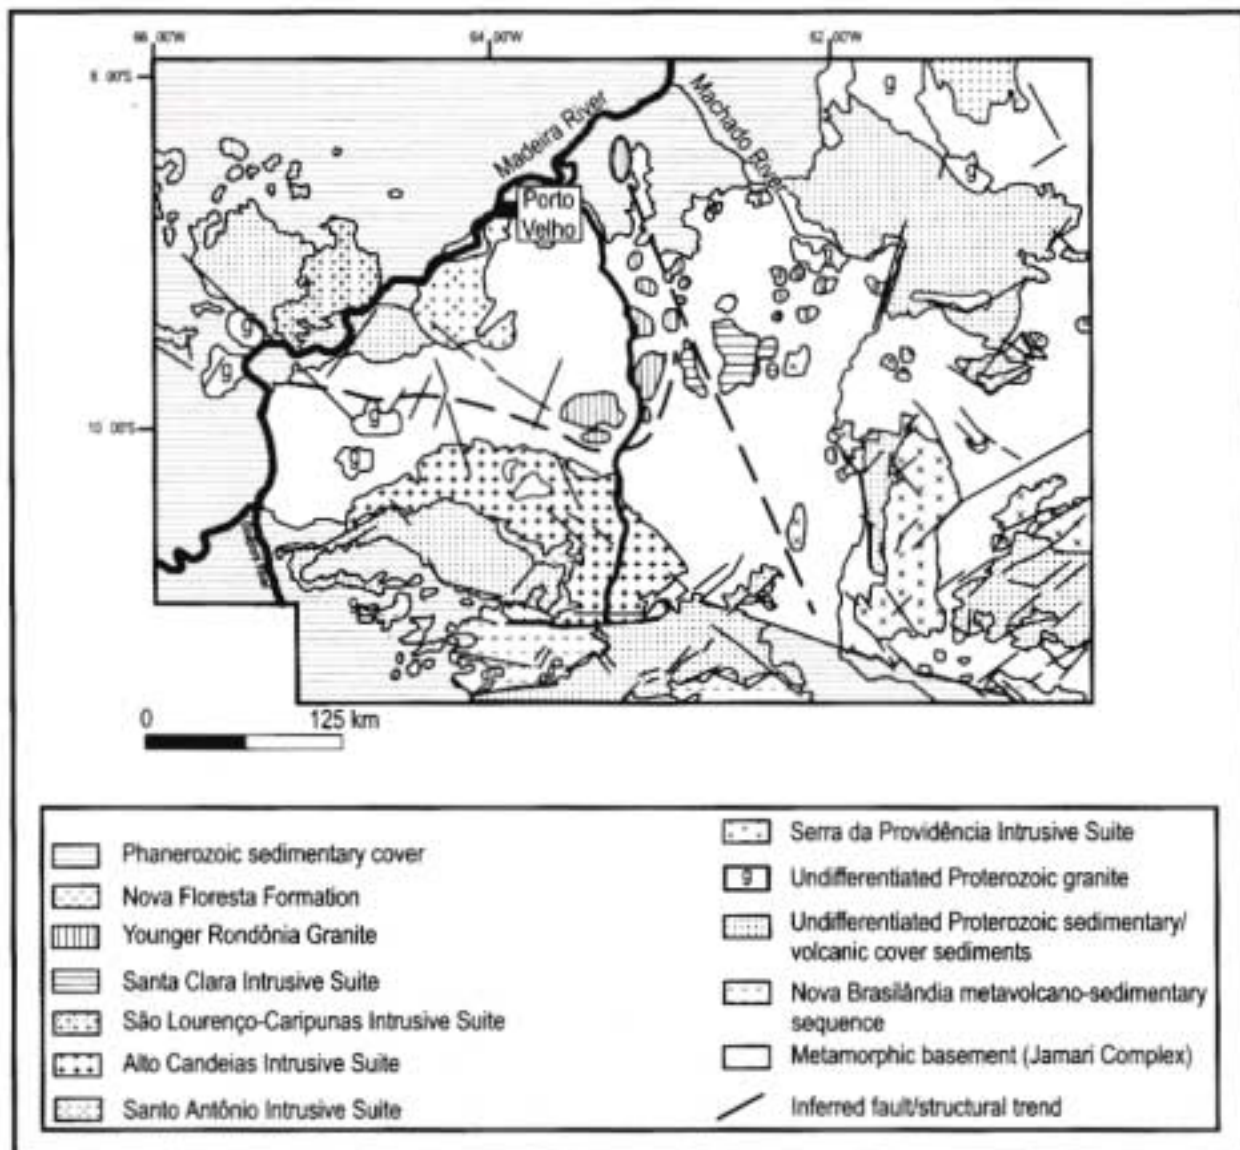 66 00'W
64 00'W
62 00'W
8 00'S
10 00'S
Madeira River
Machado River
Porto
Velho
g
g
g
g
g
g
0
125 km
Phanerozoic sedimentary cover
Nova Floresta Formation
Younger Rondônia Granite
Santa Clara Intrusive Suite
São Lourenço-Caripunas Intrusive Suite
Alto Candeias Intrusive Suite
Santo Antônio Intrusive Suite
Serra da Providência Intrusive Suite
g
Undifferentiated Proterozoic granite
Undifferentiated Proterozoic sedimentary/
volcanic cover sediments
Nova Brasilândia metavolcano-sedimentary
sequence
Metamorphic basement (Jamari Complex)
Inferred fault/structural trend